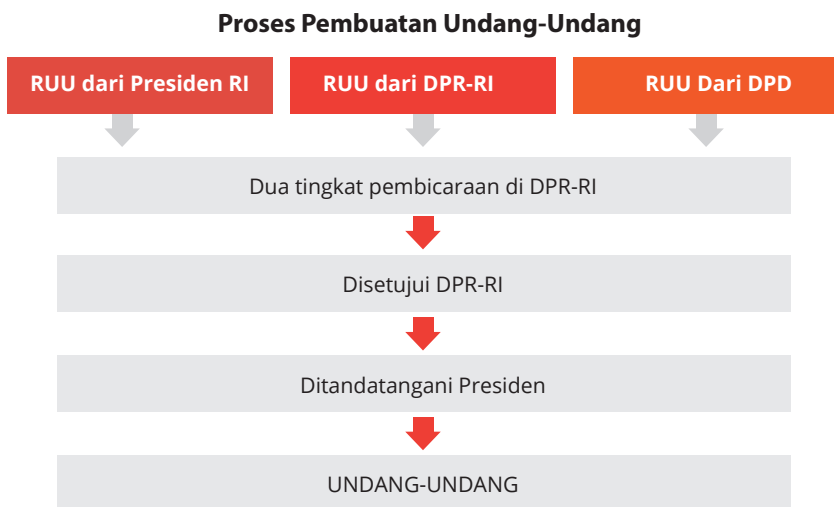 Proses Pembuatan Undang-Undang
RUU dari Presiden RI
RUU dari DPR-RI
RUU Dari DPD
Dua tingkat pembicaraan di DPR-RI
Disetujui DPR-RI
Ditandatangani Presiden
UNDANG-UNDANG